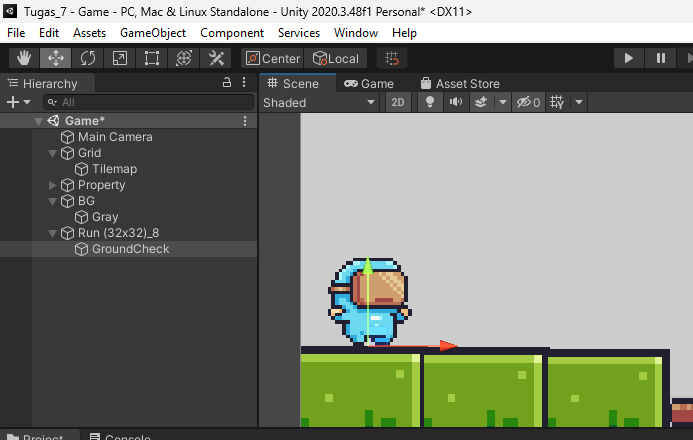 Tugas_7 - Game - PC, Mac & Linux Standalone - Unity 2020.3.48f1 Personal* <DX11>
File Edit Assets GameObject Component Services Window Help
Center Local
Hierarchy
Scene Game Asset Store
All
Shaded 2D 0
Game*
Main Camera
Grid
Tilemap
Property
BG
Gray
Run (32x32)_8
GroundCheck
Project Console